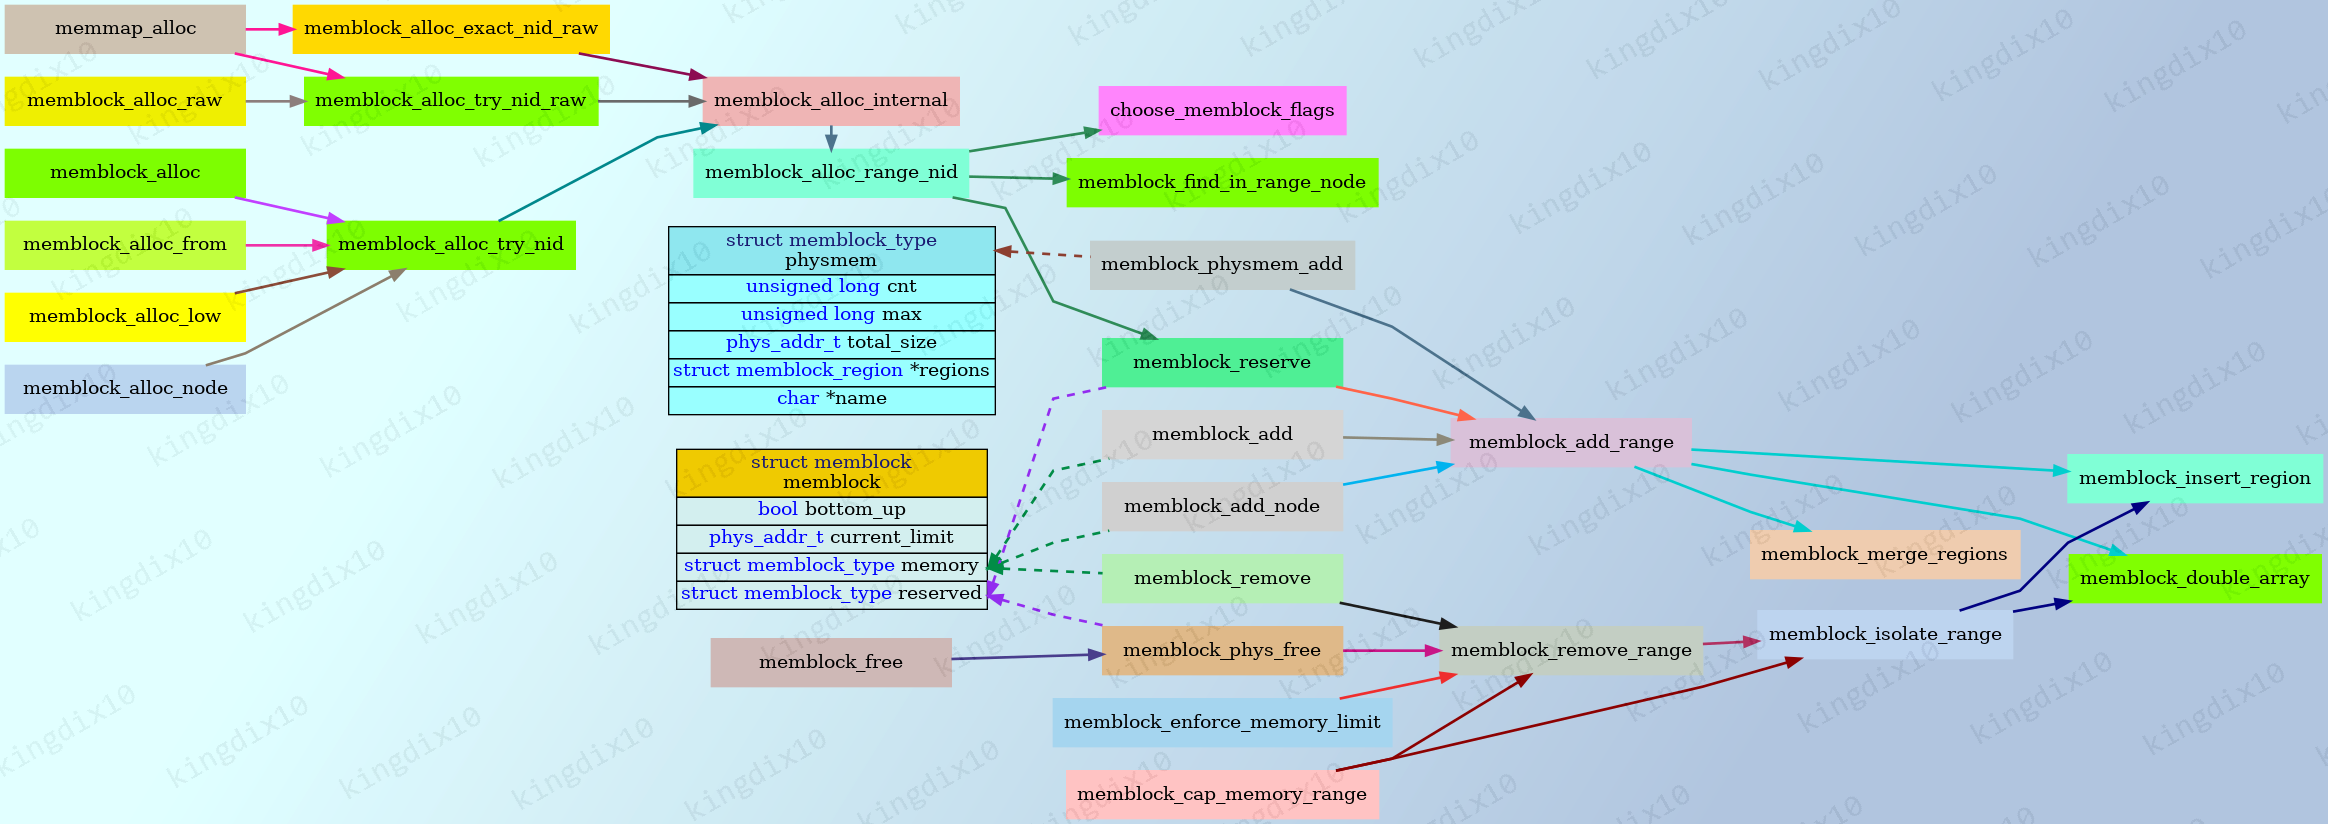 memmap_alloc
memblock_alloc_exact_nid_raw
memblock_alloc_raw
memblock_alloc_try_nid_raw
memblock_alloc_internal
choose_memblock_flags
memblock_alloc
memblock_alloc_range_nid
memblock_find_in_range_node
memblock_alloc_from
memblock_alloc_try_nid
memblock_alloc_low
memblock_alloc_node
struct memblock_type
physmem
unsigned long cnt
unsigned long max
phys_addr_t total_size
struct memblock_region *regions
char *name
memblock_physmem_add
memblock_reserve
memblock_add
memblock_add_range
memblock_add_node
memblock_insert_region
struct memblock
memblock
bool bottom_up
phys_addr_t current_limit
struct memblock_type memory
struct memblock_type reserved
memblock_remove
memblock_merge_regions
memblock_double_array
memblock_free
memblock_phys_free
memblock_remove_range
memblock_isolate_range
memblock_enforce_memory_limit
memblock_cap_memory_range
kingdix10